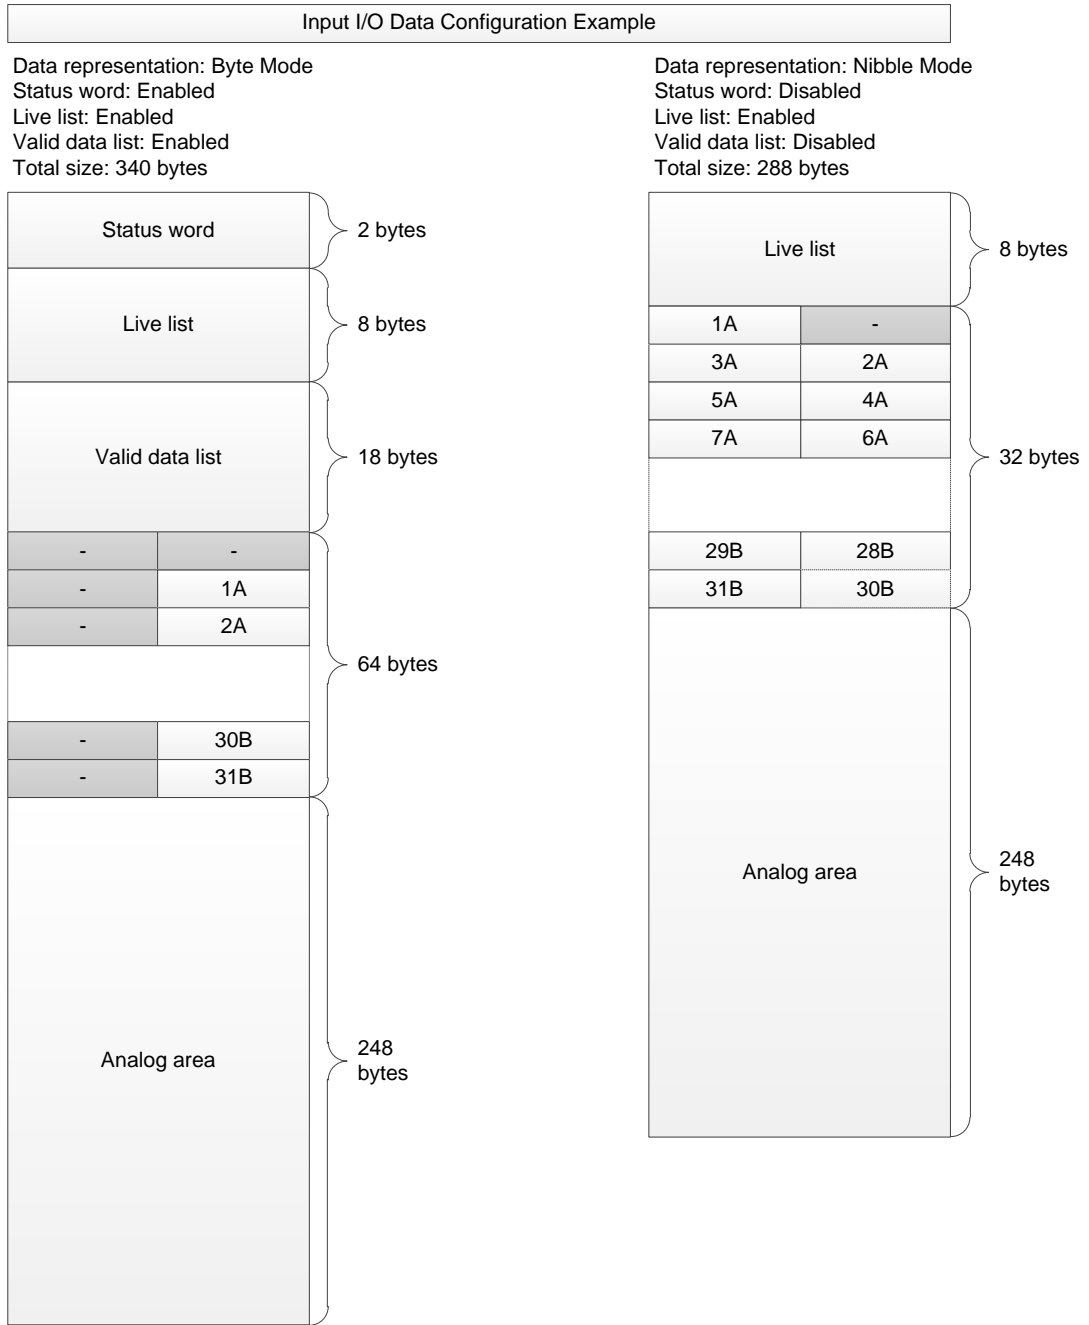 Input I/O Data Configuration Example
Data representation: Byte Mode
Status word: Enabled
Live list: Enabled
Valid data list: Enabled
Total size: 340 bytes
Status word
2 bytes
Live list
8 bytes
Valid data list
18 bytes
- -
- 1A
- 2A
64 bytes
- 30B
- 31B
Analog area
248
bytes
Data representation: Nibble Mode
Status word: Disabled
Live list: Enabled
Valid data list: Disabled
Total size: 288 bytes
Live list
8 bytes
1A -
3A 2A
5A 4A
7A 6A
32 bytes
29B 28B
31B 30B
Analog area
248
bytes